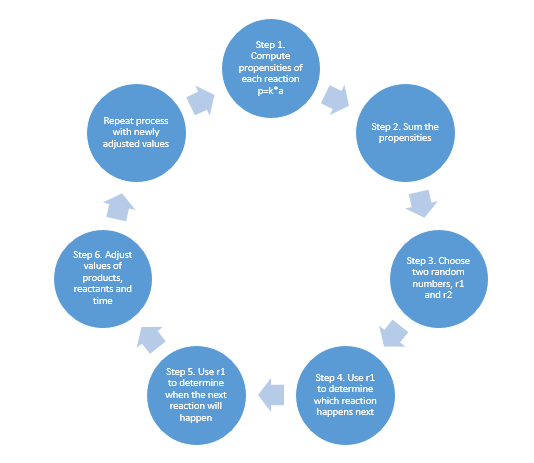 Step 1.
Compute
propensities of
each reaction
p=k*a
Step 2. Sum the
propensities
Step 3. Choose
two random
numbers, r1
and r2
Step 4. Use r1
to determine
which reaction
happens next
Step 5. Use r1
to determine
when the next
reaction will
happen
Step 6. Adjust
values of
products,
reactants and
time
Repeat process
with newly
adjusted values